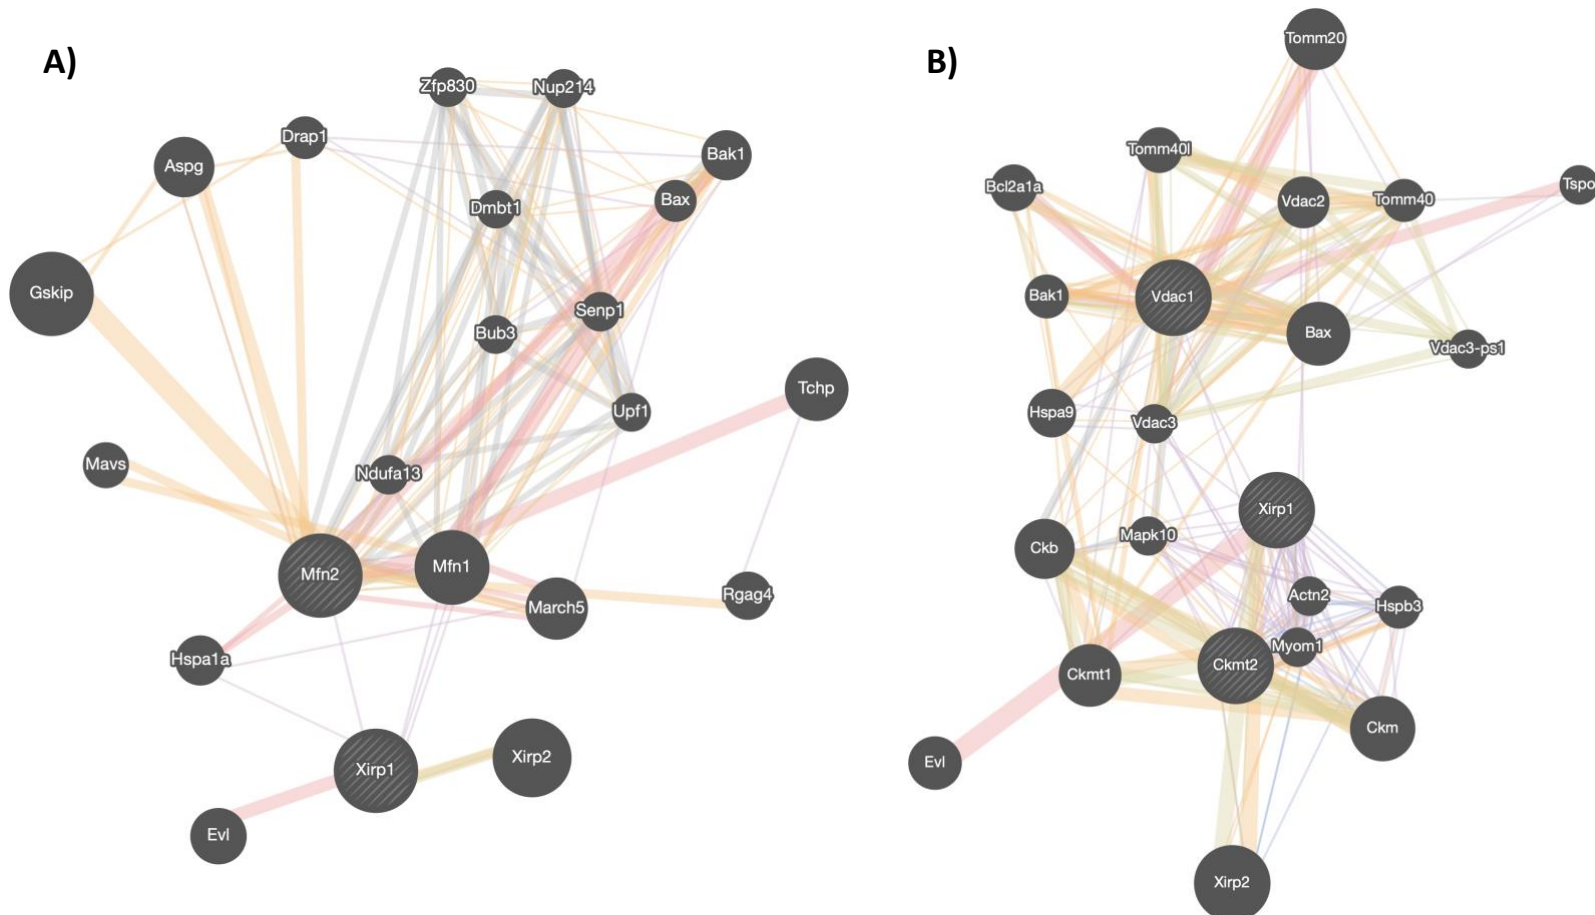 A)
Zfp830
Nup214
Drap1
Bak1
Aspg
Bax
Dmbt1
Gskip
Senp1
Bub3
Tchp
Upf1
Mavs
Ndufa13
Mfn2
Mfn1
Rgag4
March5
Hspa1a
Xirp1
Xirp2
Evl
B)
Tomm20
Tomm40l
Bcl2a1a
Vdac2
Tomm40
Tspo
Bak1
Vdac1
Bax
Vdac3-ps1
Hspa9
Vdac3
Xirp1
Ckb
Mapk10
Actn2
Hspb3
Myom1
Ckmt1
Ckmt2
Ckm
Evl
Xirp2